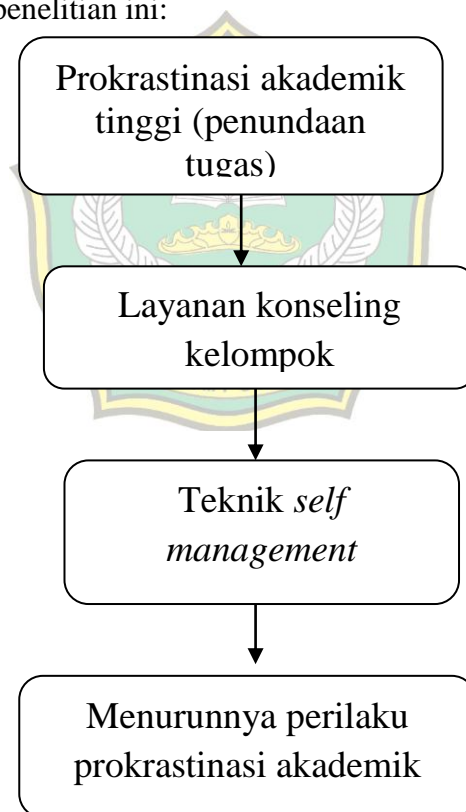 penelitian ini:
Prokrastinasi akademik
tinggi (penundaan
tugas)
Layanan konseling
kelompok
Teknik self
management
Menurunnya perilaku
prokrastinasi akademik